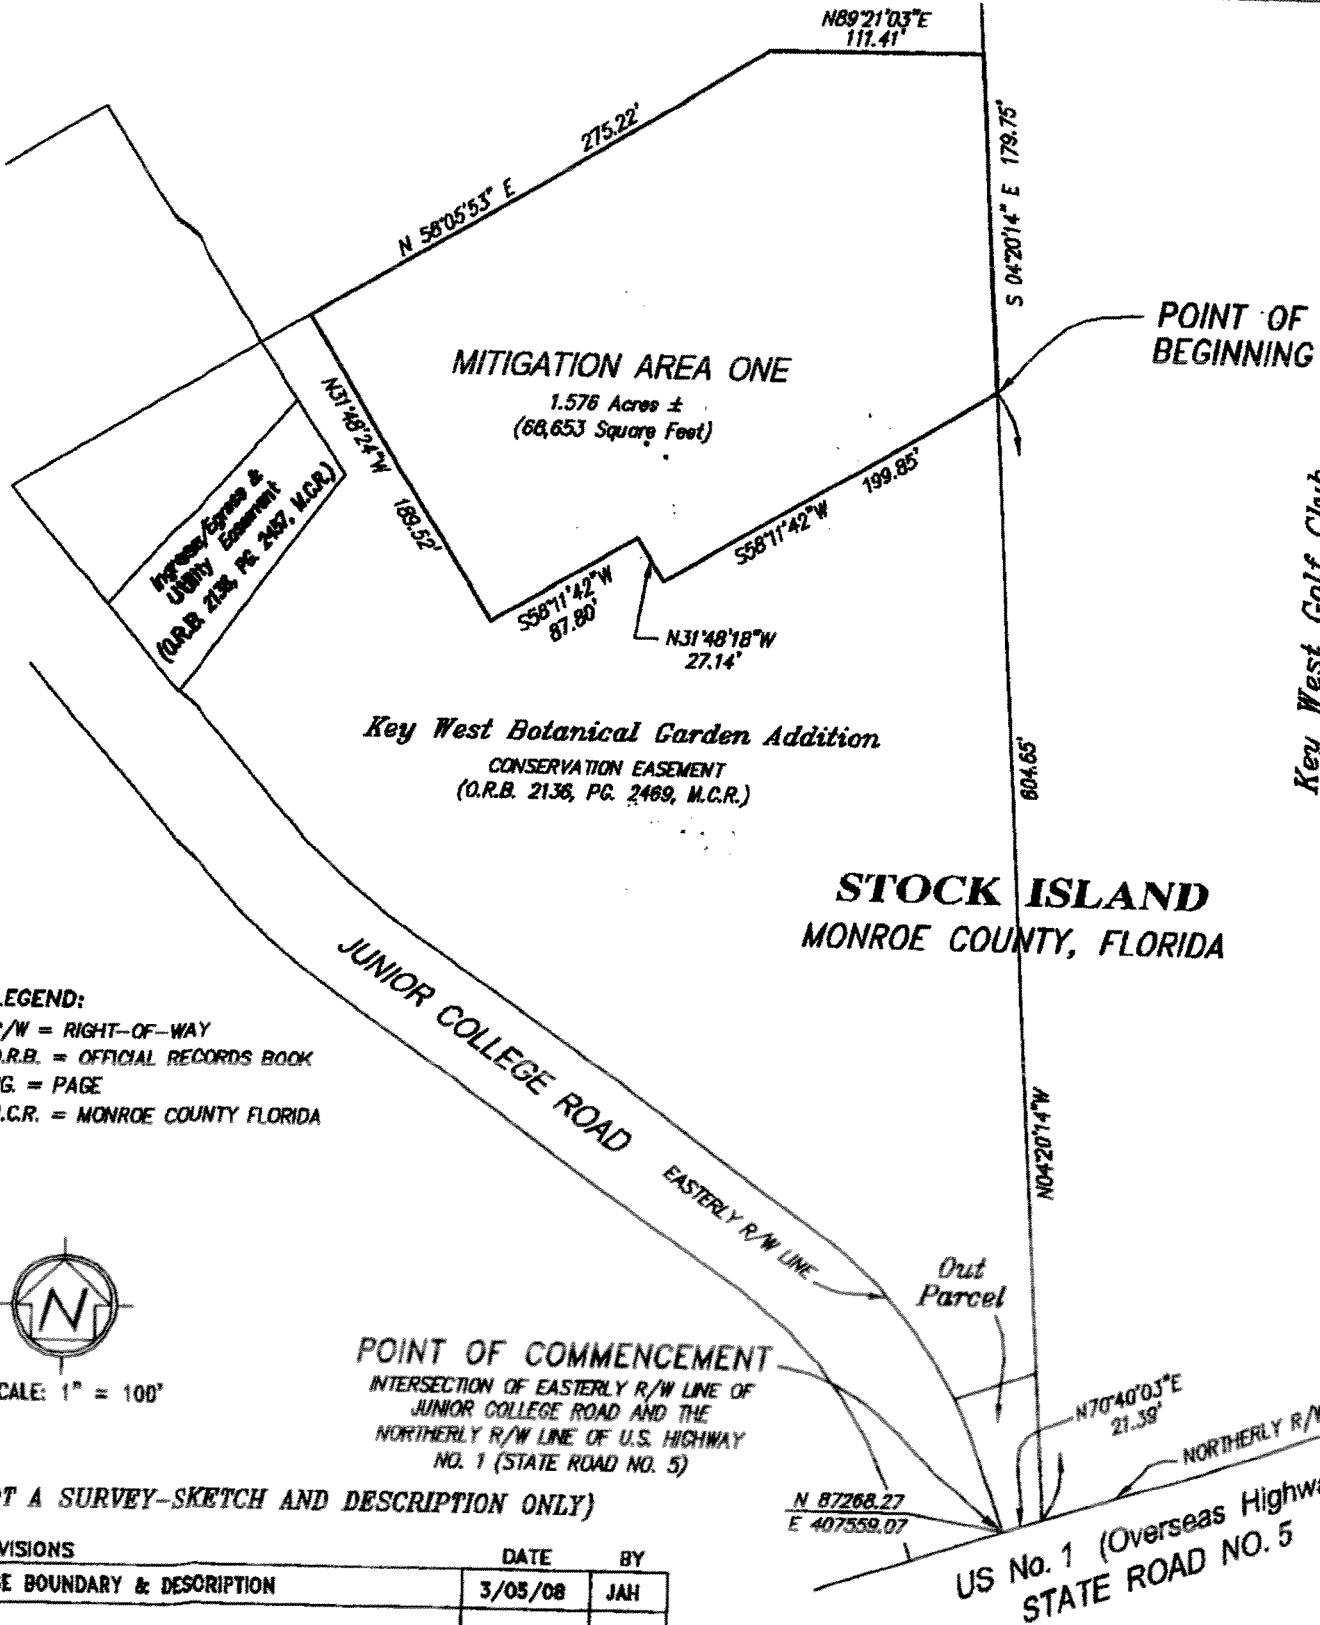 N89°21'03"E
111.41'
275.22'
N 58°05'53" E
S 04°20'14" E 179.75'
POINT OF
BEGINNING
MITIGATION AREA ONE
1.576 Acres ±
(68,653 Square Feet)
N31°48'24"W
189.52'
199.85'
S58°11'42"W
S58°11'42"W
87.80'
N31°48'18"W
27.14'
Ingress/Egress &
Utility Easement
(O.R.B. 2136, PG. 2457, M.C.R.)
Key West Golf Club
Key West Botanical Garden Addition
CONSERVATION EASEMENT
(O.R.B. 2136, PG. 2469, M.C.R.)
604.65'
STOCK ISLAND
MONROE COUNTY, FLORIDA
JUNIOR COLLEGE ROAD
LEGEND:
R/W = RIGHT-OF-WAY
O.R.B. = OFFICIAL RECORDS BOOK
G. = PAGE
.C.R. = MONROE COUNTY FLORIDA
N04°20'14"W
EASTERLY R/W LINE
Out
Parcel
N
CALE: 1" = 100'
POINT OF COMMENCEMENT
INTERSECTION OF EASTERLY R/W LINE OF
JUNIOR COLLEGE ROAD AND THE
NORTHERLY R/W LINE OF U.S. HIGHWAY
NO. 1 (STATE ROAD NO. 5)
N70°40'03"E
21.39'
NORTHERLY R/W
N 87268.27
E 407559.07
US No. 1 (Overseas Highwa
STATE ROAD NO. 5
T A SURVEY-SKETCH AND DESCRIPTION ONLY)
VISIONS
DATE
BY
E BOUNDARY & DESCRIPTION
3/05/08
JAH